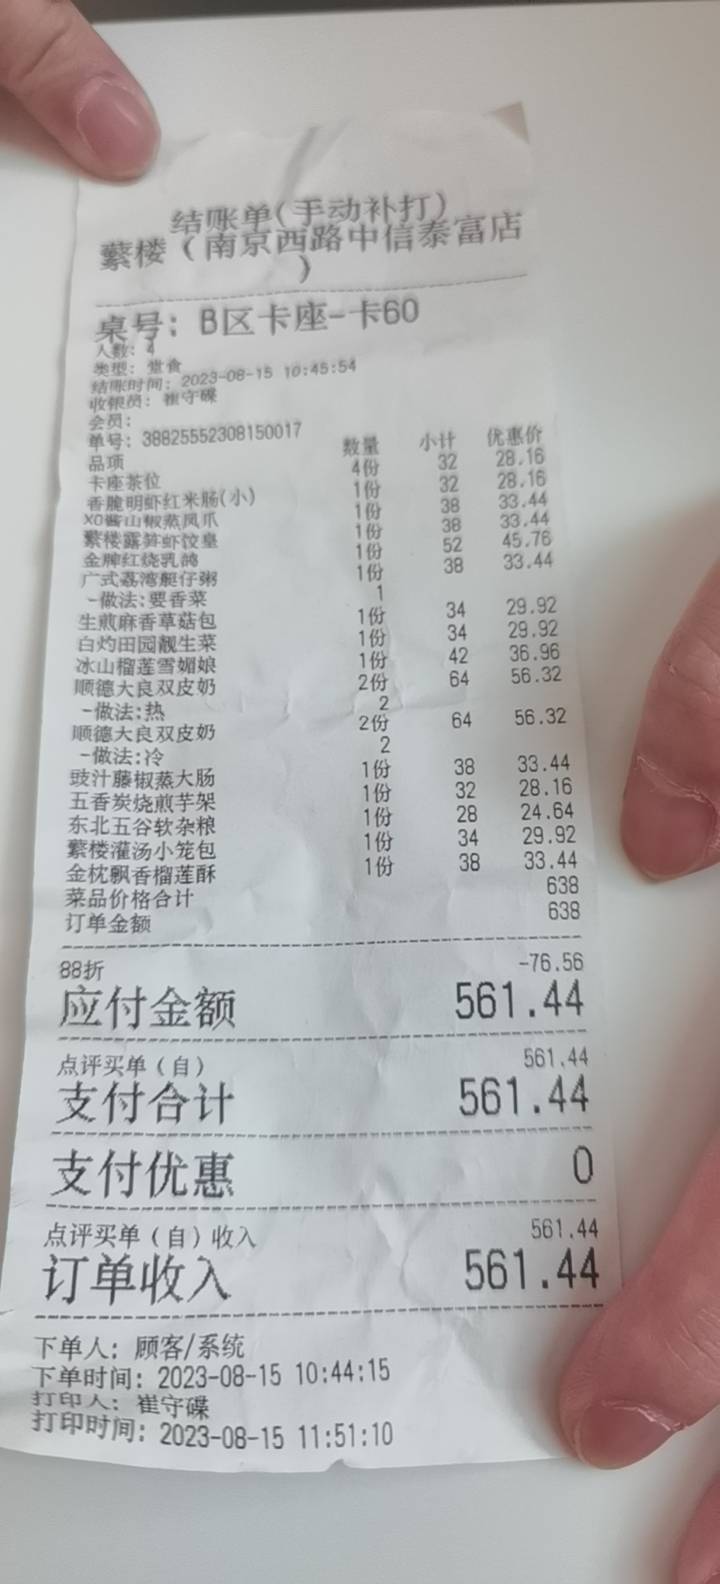 结账单(手动补打)
蘩楼(南京西路中信泰富店
)
桌号: B区卡座-卡60
人数: 4
类型: 堂食
结账时间: 2023-08-15 10:45:54
收银员: 崔守碟
会员:
单号: 38825552308150017
品项 数量 小计 优惠价
卡座茶位 4份 32 28.16
香脆明虾红米肠(小) 1份 32 28.16
XO酱山椒蒸凤爪 1份 38 33.44
蘩楼露笋虾饺皇 1份 38 33.44
金牌红烧乳鸽 1份 52 45.76
广式荔湾艇仔粥 1份 38 33.44
-做法:要香菜 1
生煎麻香草菇包 1份 34 29.92
白灼田园靓生菜 1份 34 29.92
冰山榴莲雪媚娘 1份 42 36.96
顺德大良双皮奶 2份 64 56.32
-做法:热 2
顺德大良双皮奶 2份 64 56.32
-做法:冷 2
豉汁藤椒蒸大肠 1份 38 33.44
五香炭烧煎芋架 1份 32 28.16
东北五谷软杂粮 1份 28 24.64
蘩楼灌汤小笼包 1份 34 29.92
金枕飘香榴莲酥 1份 38 33.44
菜品价格合计 638
订单金额 638
88折 -76.56
应付金额 561.44
点评买单(自) 561.44
支付合计 561.44
支付优惠 0
点评买单(自)收入 561.44
订单收入 561.44
下单人: 顾客/系统
下单时间: 2023-08-15 10:44:15
打印人: 崔守碟
打印时间: 2023-08-15 11:51:10